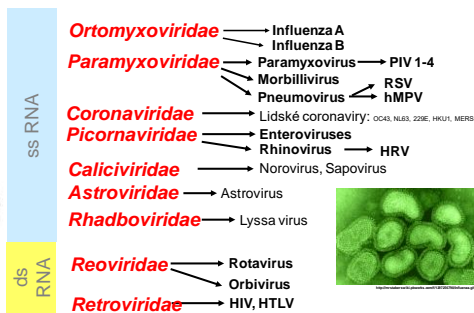 ss RNA
Ortomyxoviridae Influenza A
Influenza B
Paramyxoviridae Paramyxovirus PIV 1-4
Morbillivirus
Pneumovirus RSV
hMPV
Coronaviridae Lidské coronaviry: OC43, NL63, 229E, HKU1, MERS
Picornaviridae Enteroviruses
Rhinovirus HRV
Caliciviridae Norovirus, Sapovirus
Astroviridae Astrovirus
Rhadboviridae Lyssa virus
ds RNA
Reoviridae Rotavirus
Orbivirus
Retroviridae HIV, HTLV